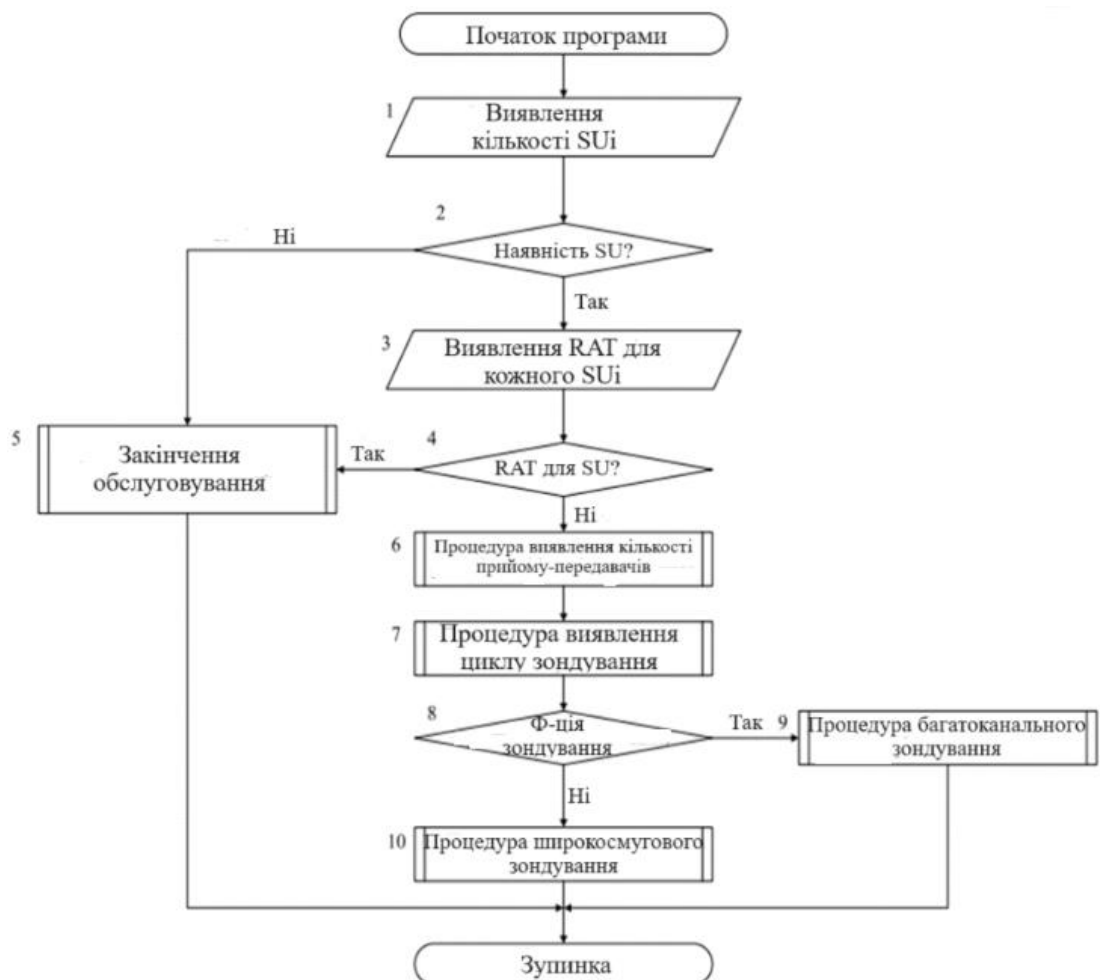 Початок програми
1
Виявлення
кількості SUi
2
Ні
Наявність SU?
Так
3
Виявлення RAT для
кожного SUi
5
Закінчення
обслуговування
Так
4
RAT для SU?
Ні
6
Процедура виявлення кількості
прийому-передавачів
7
Процедура виявлення
циклу зондування
8
Ф-ція
зондування
Так
9
Процедура багатоканального
зондування
Ні
10
Процедура широкосмугового
зондування
Зупинка